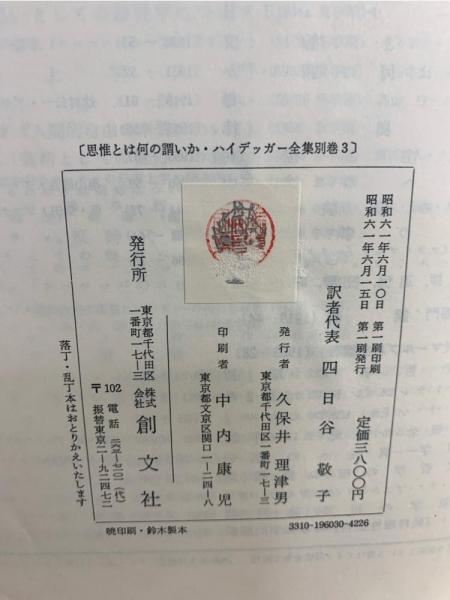 〔思惟とは何の謂いか・ハイデッガー全集別巻3〕
昭和六一年六月一〇日　第一刷印刷
昭和六一年六月一五日　第一刷発行
定価三八〇〇円
訳者代表　四日谷敬子
発行者　久保井理津男
東京都千代田区一番町一七―三
印刷者　中内康児
東京都文京区関口一―二四―八
発行所
株式会社　創文社
東京都千代田区
一番町一七―三
〒102　電話　二六三―七一〇一（代）
振替東京二―九二四七二
落丁・乱丁本はおとりかえいたします
暁印刷・鈴木製本
3310-196030-4226